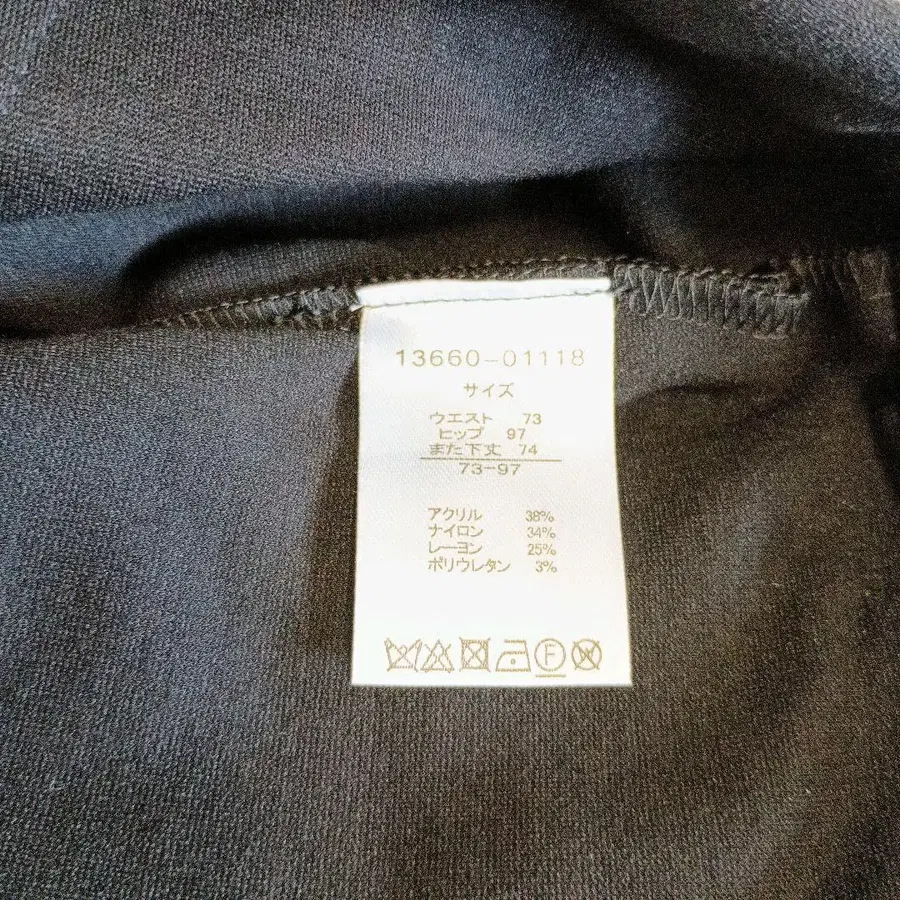 13660-01118
サイズ
ウエスト 73
ヒップ 97
また下丈 74
73-97
アクリル 38%
ナイロン 34%
レーヨン 25%
ポリウレタン 3%
F W